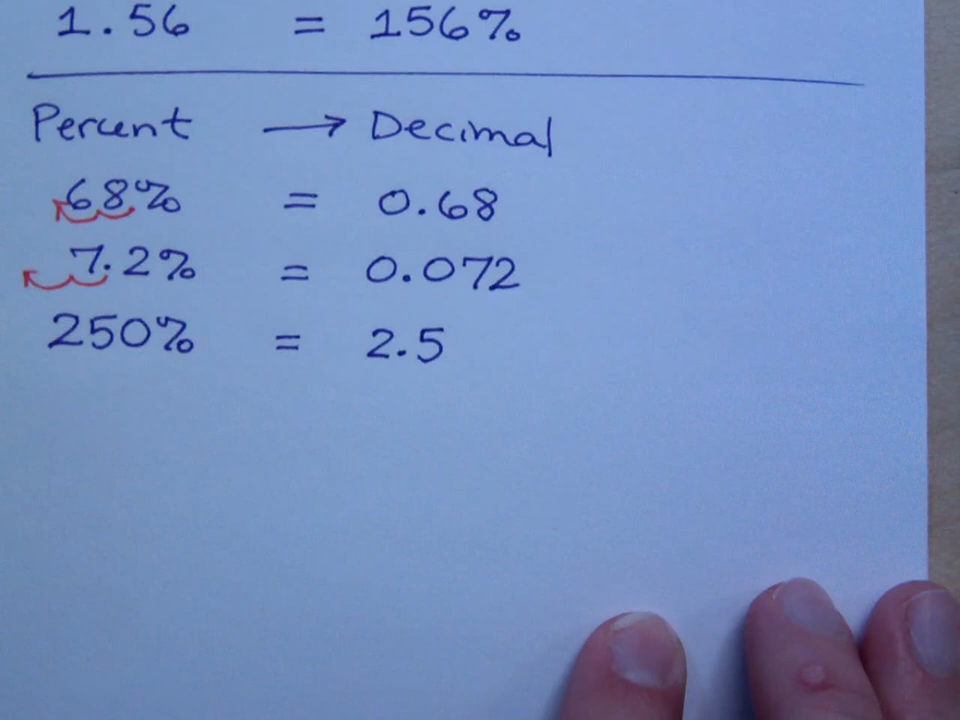 1.56 = 156%
Percent → Decimal
68% = 0.68
7.2% = 0.072
250% = 2.5